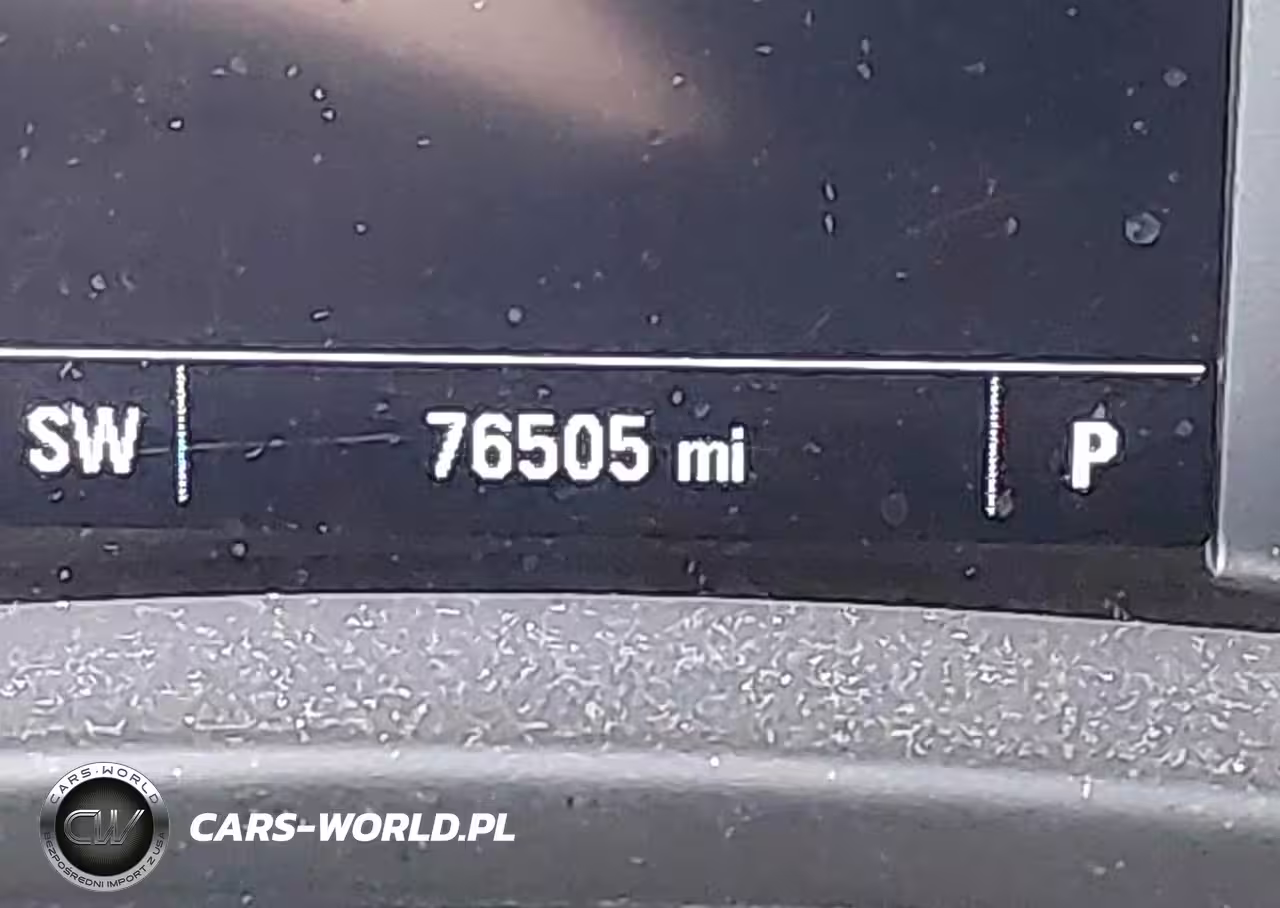 SW 76505 mi P
CARS-WORLD
CW
BEZPOŚREDNI IMPORT Z USA
CARS-WORLD.PL